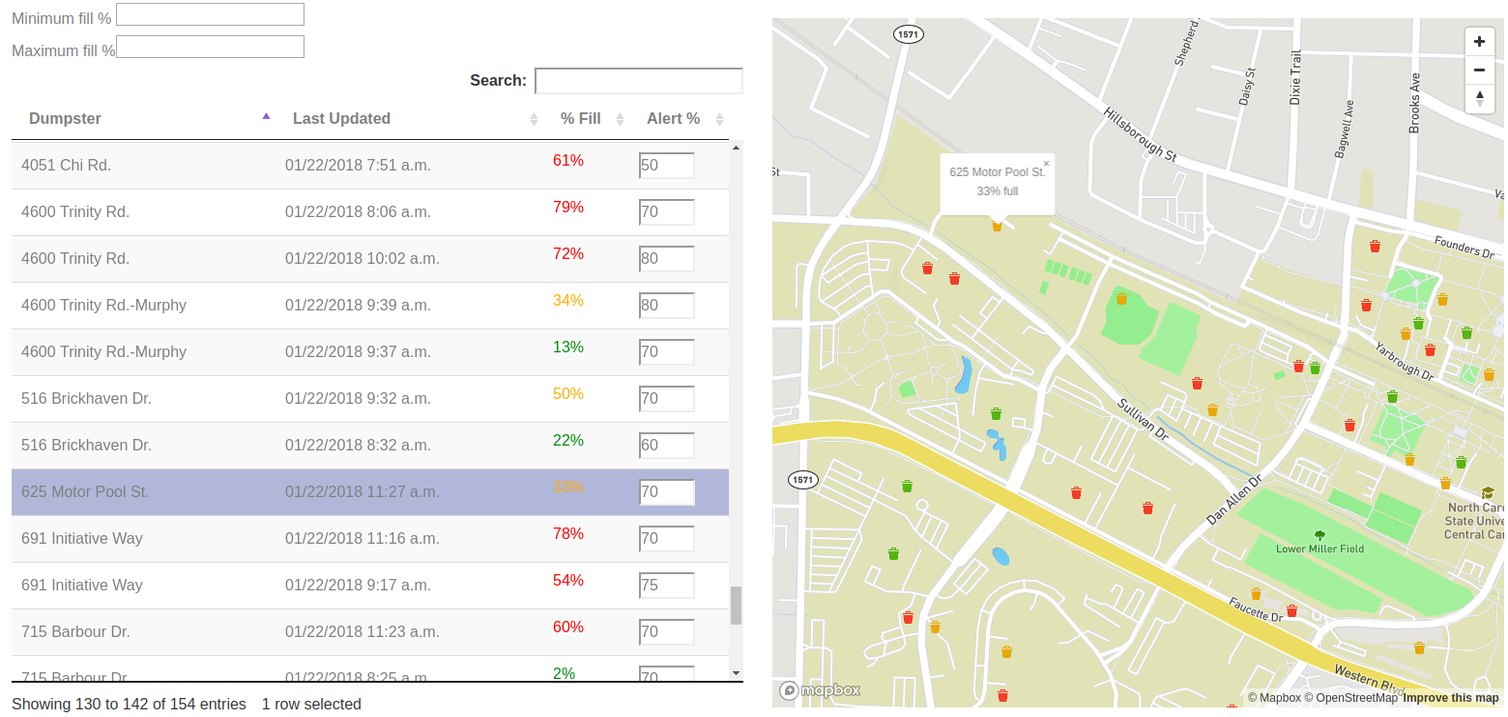 Minimum fill %
Maximum fill %
Search:
Dumpster Last Updated % Fill Alert %
4051 Chi Rd. 01/22/2018 7:51 a.m. 61% 50
4600 Trinity Rd. 01/22/2018 8:06 a.m. 79% 70
4600 Trinity Rd. 01/22/2018 10:02 a.m. 72% 80
4600 Trinity Rd.-Murphy 01/22/2018 9:39 a.m. 34% 80
4600 Trinity Rd.-Murphy 01/22/2018 9:37 a.m. 13% 70
516 Brickhaven Dr. 01/22/2018 9:32 a.m. 50% 70
516 Brickhaven Dr. 01/22/2018 8:32 a.m. 22% 60
625 Motor Pool St. 01/22/2018 11:27 a.m. 33% 70
691 Initiative Way 01/22/2018 11:16 a.m. 78% 70
691 Initiative Way 01/22/2018 9:17 a.m. 54% 75
715 Barbour Dr. 01/22/2018 11:23 a.m. 60% 70
715 Barbour Dr. 01/22/2018 8:25 a.m. 2% 70
Showing 130 to 142 of 154 entries 1 row selected
1571
Shepherd
Daisy St
Dixie Trail
Bagwell Ave
Brooks Ave
Hillsborough St
St
Va
625 Motor Pool St. ×
33% full
Founders Dr
Yarbrough Dr
Sullivan Dr
1571
Dan Allen Dr
North Car
State Unive
Central Ca
Lower Miller Field
Faucette Dr
Western Blvd
mapbox
© Mapbox © OpenStreetMap Improve this map